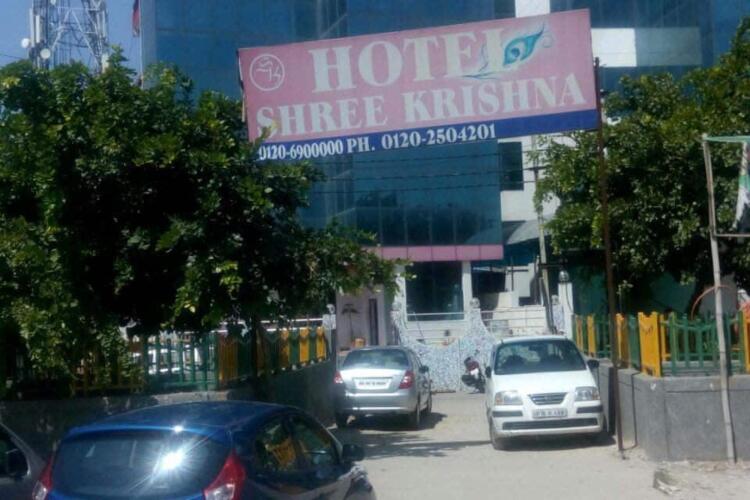 HOTEL
SHREE KRISHNA
0120-6900000 PH. 0120-2504201